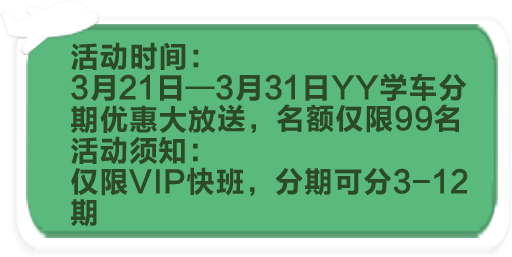 活动时间：
3月21日—3月31日YY学车分
期优惠大放送，名额仅限99名
活动须知：
仅限VIP快班，分期可分3-12
期